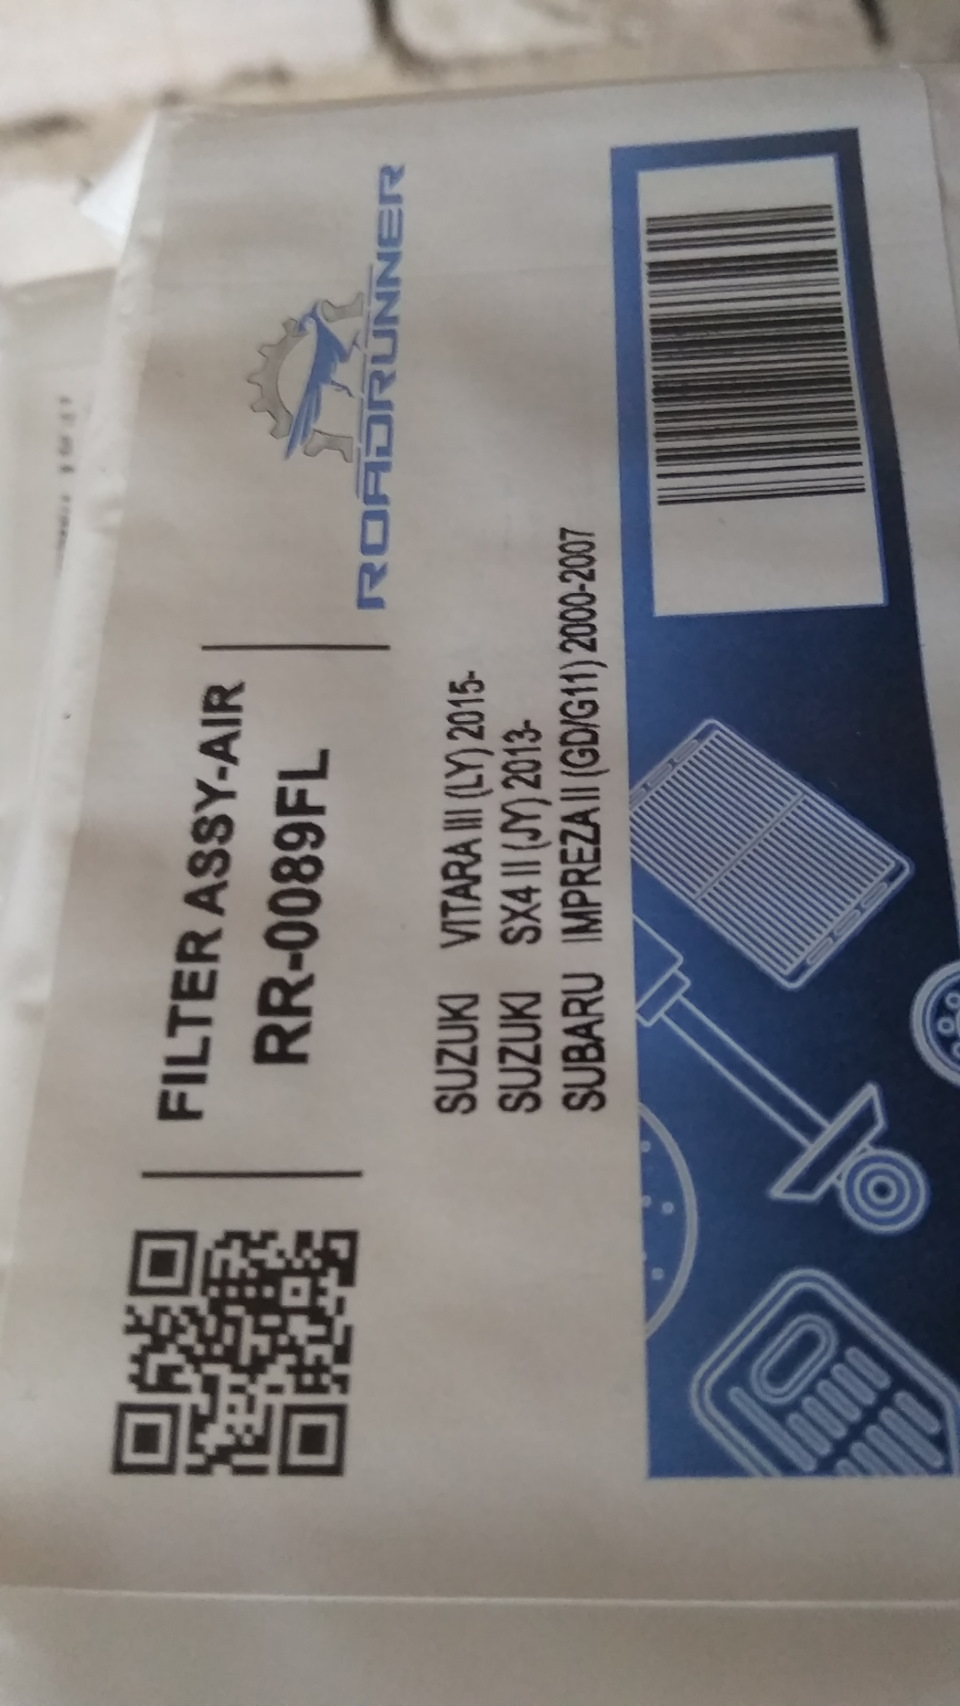 FILTER ASSY-AIR
RR-0089FL
ROADRUNNER
SUZUKI VITARA III (LY) 2015-
SUZUKI SX4 II (JY) 2013-
SUBARU IMPREZA II (GD/G11) 2000-2007